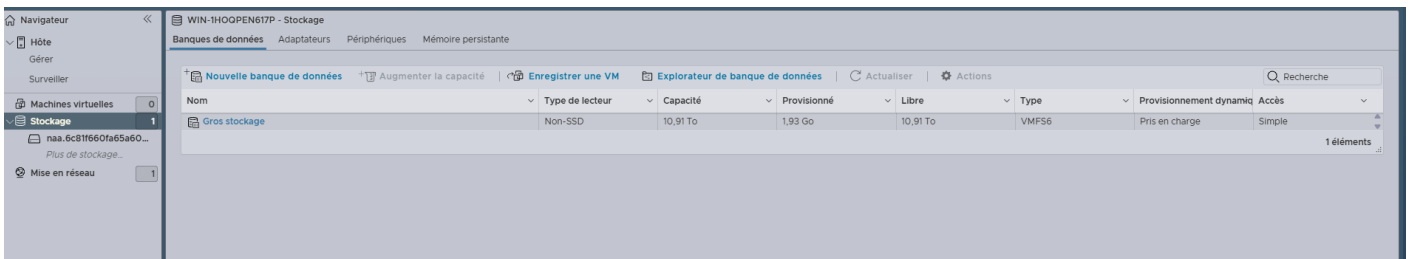 Navigateur
WIN-1HOQPEN617P - Stockage
Hôte
Gérer
Surveiller
Machines virtuelles 0
Stockage 1
naa.6c81f660fa65a60...
Plus de stockage...
Mise en réseau 1
Banques de données Adaptateurs Périphériques Mémoire persistante
Nouvelle banque de données Augmenter la capacité Enregistrer une VM Explorateur de banque de données Actualiser Actions Recherche
Nom Type de lecteur Capacité Provisionné Libre Type Provisionnement dynamiq Accès
Gros stockage Non-SSD 10,91 To 1,93 Go 10,91 To VMFS6 Pris en charge Simple
1 éléments